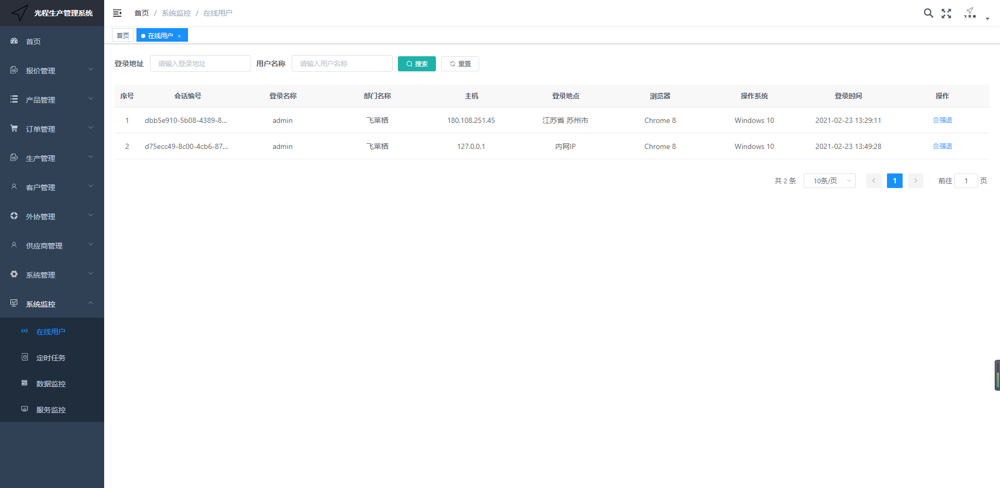 光程生产管理系统
首页 / 系统监控 / 在线用户
首页
在线用户 ×
首页
报价管理
产品管理
订单管理
生产管理
客户管理
外协管理
供应商管理
系统管理
系统监控
在线用户
定时任务
数据监控
服务监控
登录地址 请输入登录地址 用户名称 请输入用户名称 搜索 重置
序号 会话编号 登录名称 部门名称 主机 登录地点 浏览器 操作系统 登录时间 操作
1 dbb5e910-5b08-4389-8... admin 飞莱栖 180.108.251.45 江苏省 苏州市 Chrome 8 Windows 10 2021-02-23 13:29:11 强退
2 d75ecc49-8c00-4cb6-87... admin 飞莱栖 127.0.0.1 内网IP Chrome 8 Windows 10 2021-02-23 13:49:28 强退
共 2 条 10条/页 1 前往 1 页